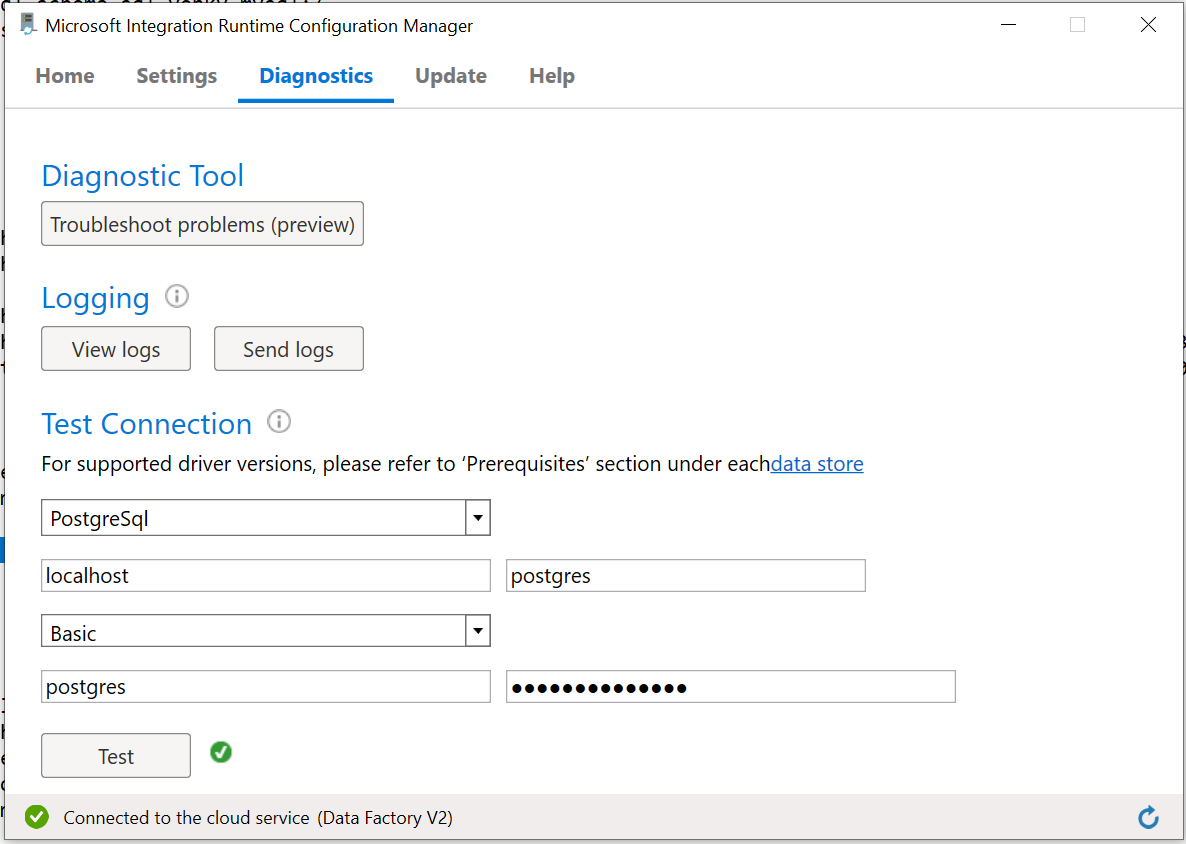 Microsoft Integration Runtime Configuration Manager
Home Settings Diagnostics Update Help
Diagnostic Tool
Troubleshoot problems (preview)
Logging
View logs Send logs
Test Connection
For supported driver versions, please refer to ‘Prerequisites’ section under eachdata store
PostgreSql
localhost postgres
Basic
postgres ●●●●●●●●●●●●●●
Test
Connected to the cloud service (Data Factory V2)